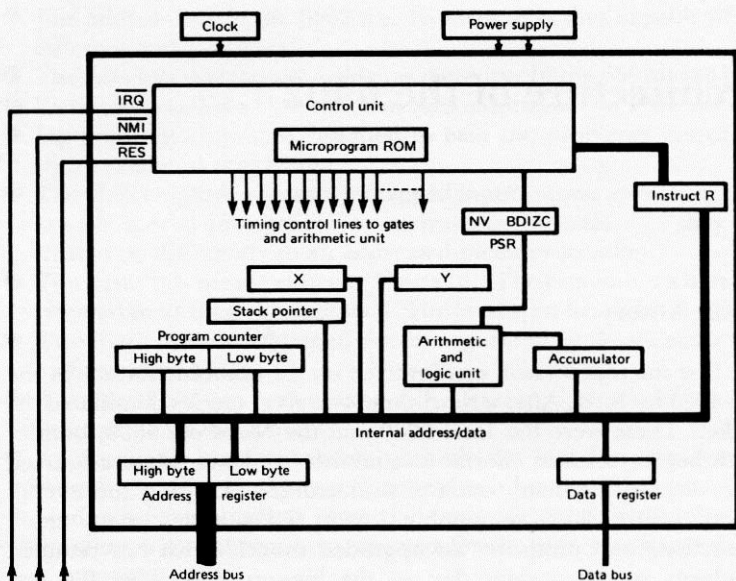 Clock
Power supply
IRQ
NMI
RES
Control unit
Microprogram ROM
Instruct R
Timing control lines to gates
and arithmetic unit
NV BDIZC
PSR
X
Y
Stack pointer
Program counter
High byte
Low byte
Arithmetic
and
logic unit
Accumulator
Internal address/data
High byte
Low byte
Address
register
Data
register
Address bus
Data bus